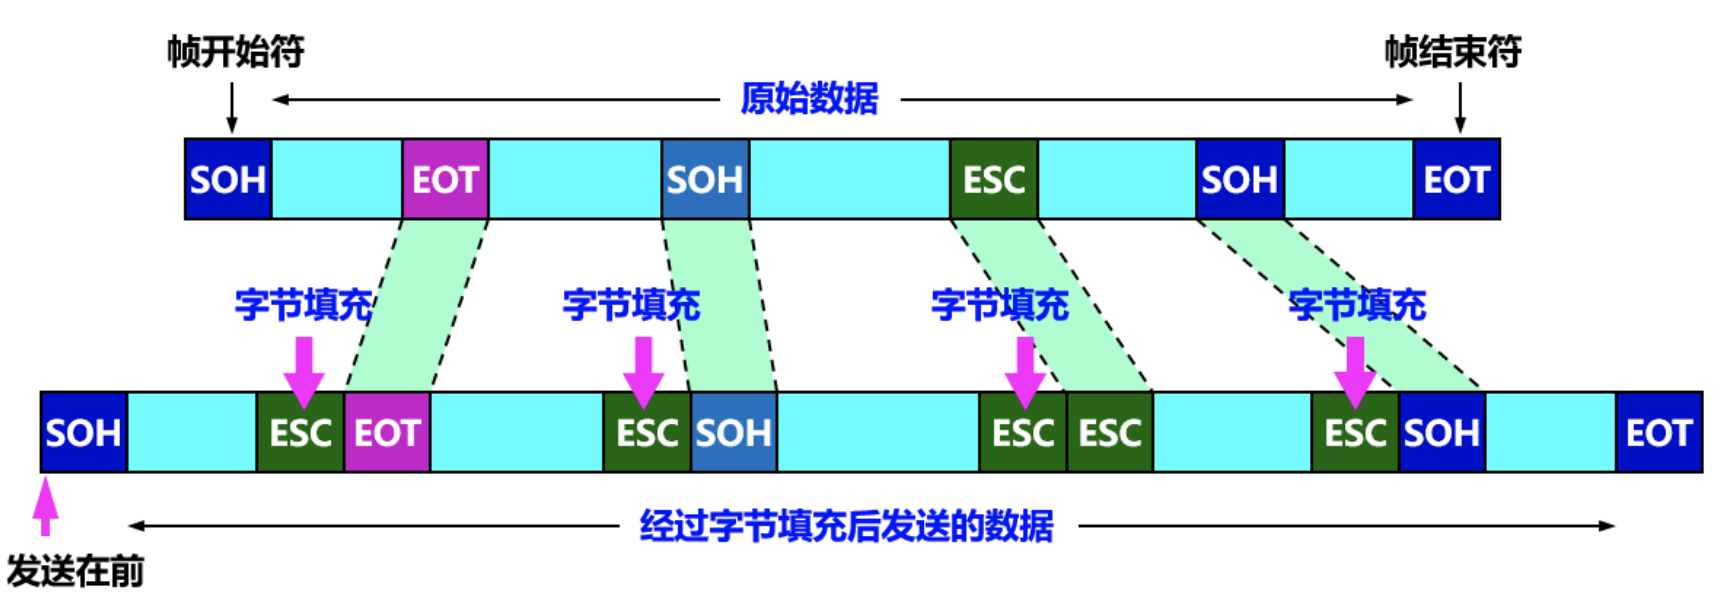 帧开始符
帧结束符
原始数据
SOH EOT SOH ESC SOH EOT
字节填充 字节填充 字节填充 字节填充
SOH ESC EOT ESC SOH ESC ESC ESC SOH EOT
经过字节填充后发送的数据
发送在前